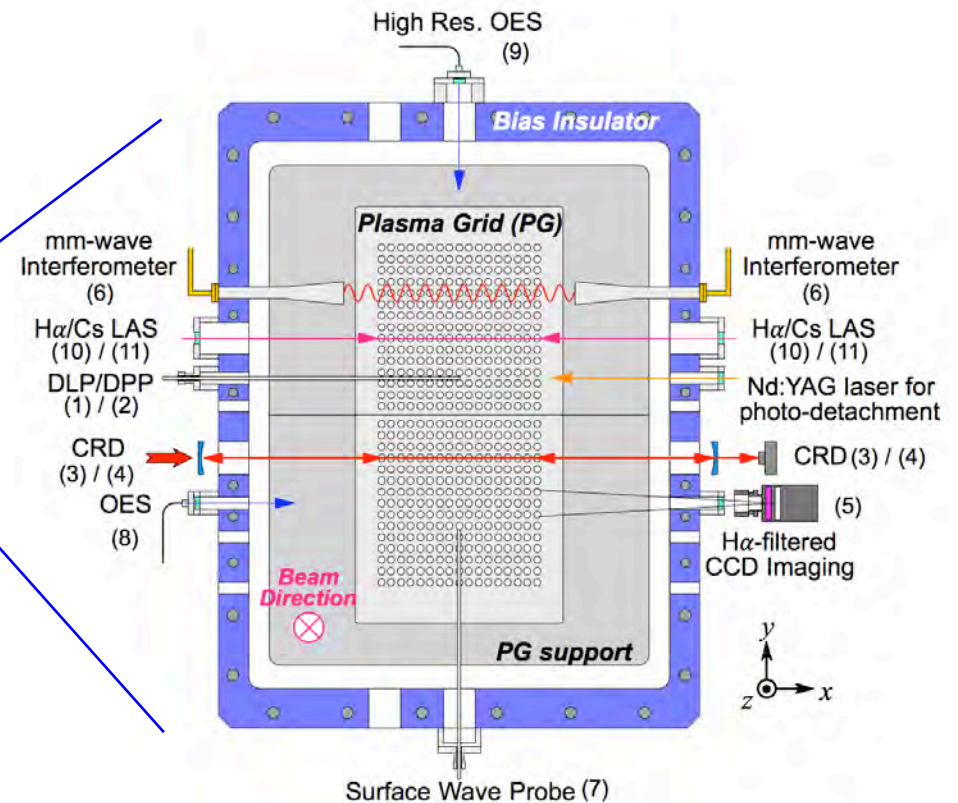 High Res. OES
(9)
Bias Insulator
Plasma Grid (PG)
mm-wave
Interferometer
(6)
mm-wave
Interferometer
(6)
Hα/Cs LAS
(10) / (11)
Hα/Cs LAS
(10) / (11)
DLP/DPP
(1) / (2)
Nd:YAG laser for
photo-detachment
CRD
(3) / (4)
CRD (3) / (4)
OES
(8)
(5)
Hα-filtered
CCD Imaging
Beam
Direction
PG support
y
z
x
Surface Wave Probe (7)